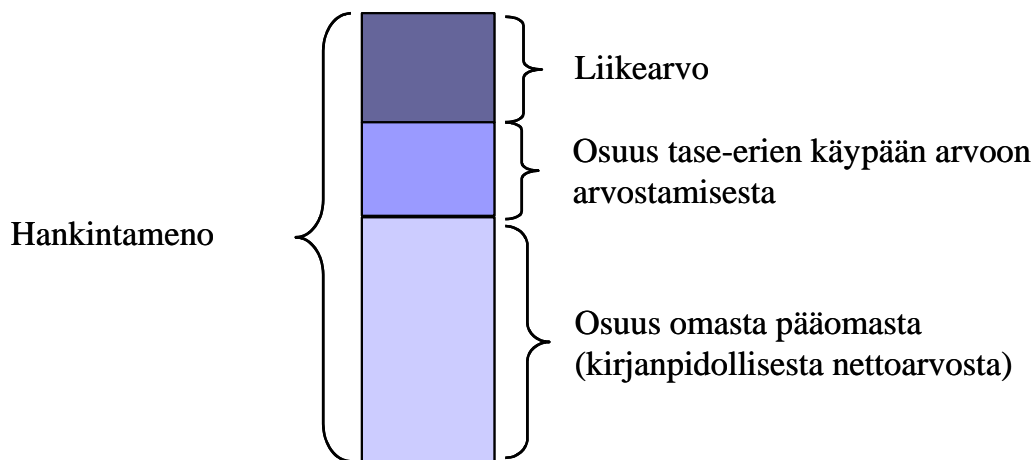 Liikearvo
Osuus tase-erien käypään arvoon
arvostamisesta
Hankintameno
Osuus omasta pääomasta
(kirjanpidollisesta nettoarvosta)